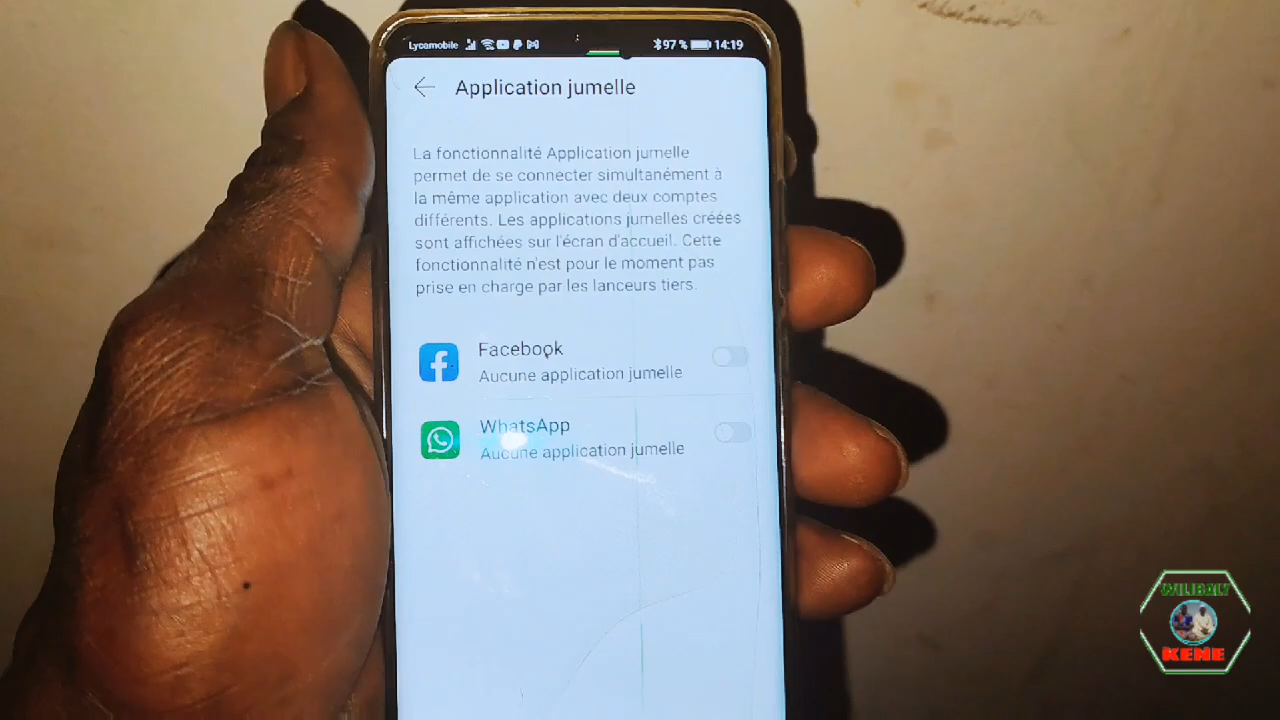 Lycamobile
97 %
14:19
Application jumelle
La fonctionnalité Application jumelle
permet de se connecter simultanément à
la même application avec deux comptes
différents. Les applications jumelles créées
sont affichées sur l'écran d'accueil. Cette
fonctionnalité n'est pour le moment pas
prise en charge par les lanceurs tiers.
Facebook
Aucune application jumelle
WhatsApp
Aucune application jumelle
WILIBALY
KENE